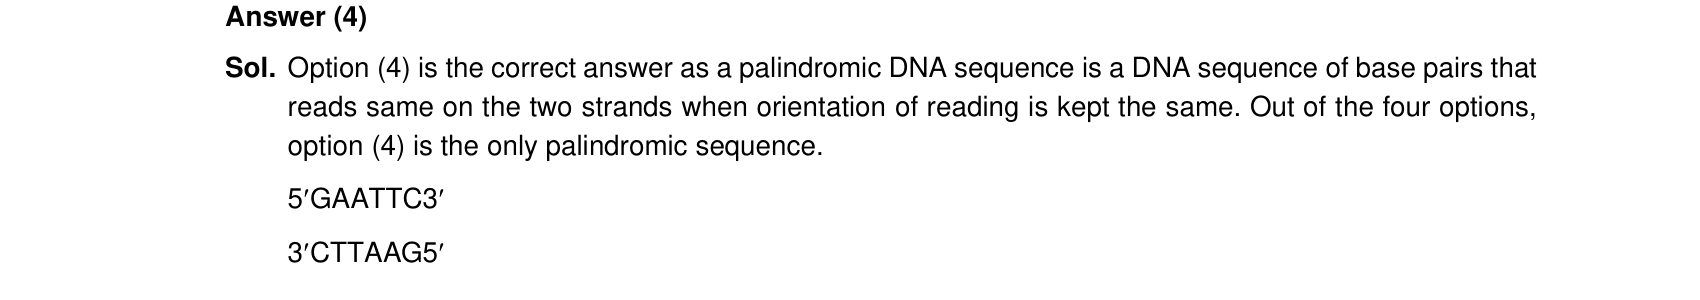 Answer (4)
Sol. Option (4) is the correct answer as a palindromic DNA sequence is a DNA sequence of base pairs that
reads same on the two strands when orientation of reading is kept the same. Out of the four options,
option (4) is the only palindromic sequence.
5′GAATTC3′
3′CTTAAG5′